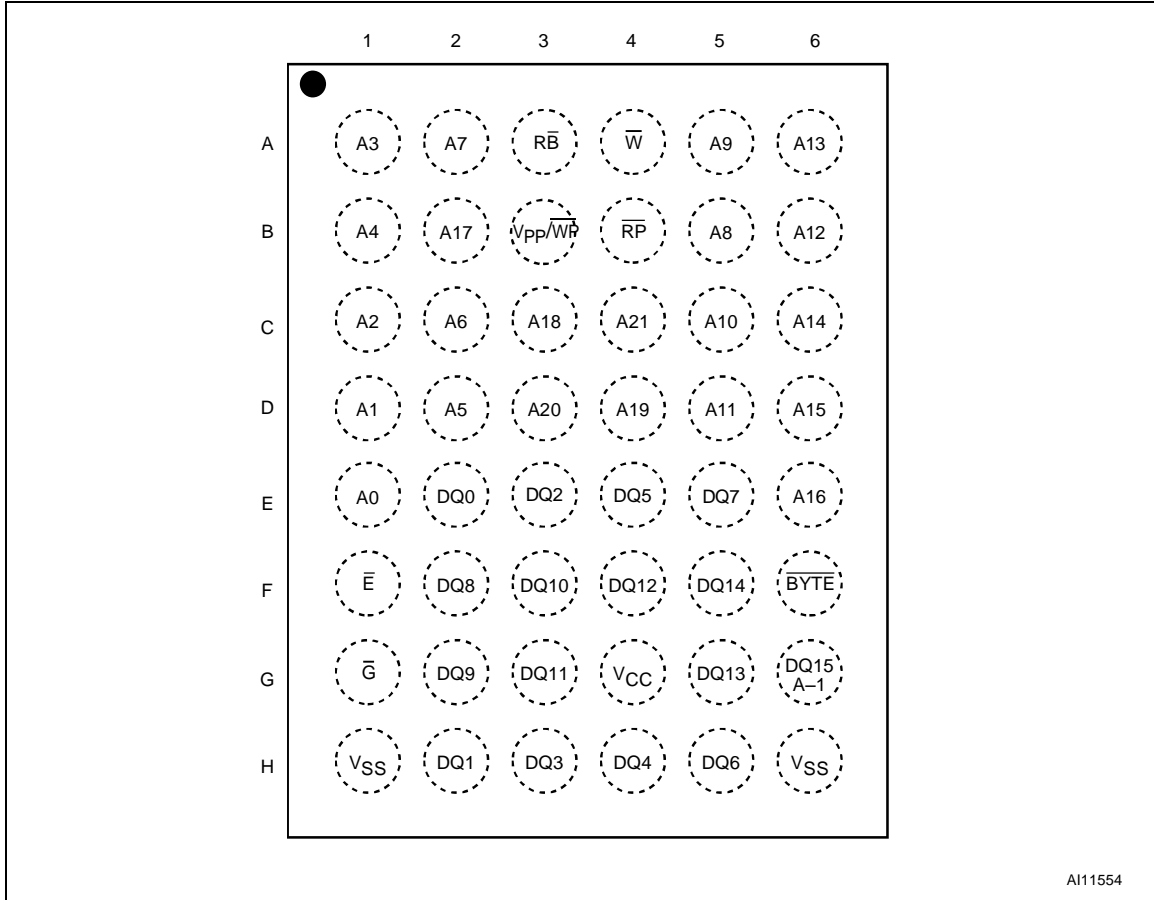 1 2 3 4 5 6
A A3 A7 RB̅ W̅ A9 A13
B A4 A17 VPP/W̅P̅ R̅P̅ A8 A12
C A2 A6 A18 A21 A10 A14
D A1 A5 A20 A19 A11 A15
E A0 DQ0 DQ2 DQ5 DQ7 A16
F E̅ DQ8 DQ10 DQ12 DQ14 B̅Y̅T̅E̅
G G̅ DQ9 DQ11 VCC DQ13 DQ15
A–1
H VSS DQ1 DQ3 DQ4 DQ6 VSS
AI11554